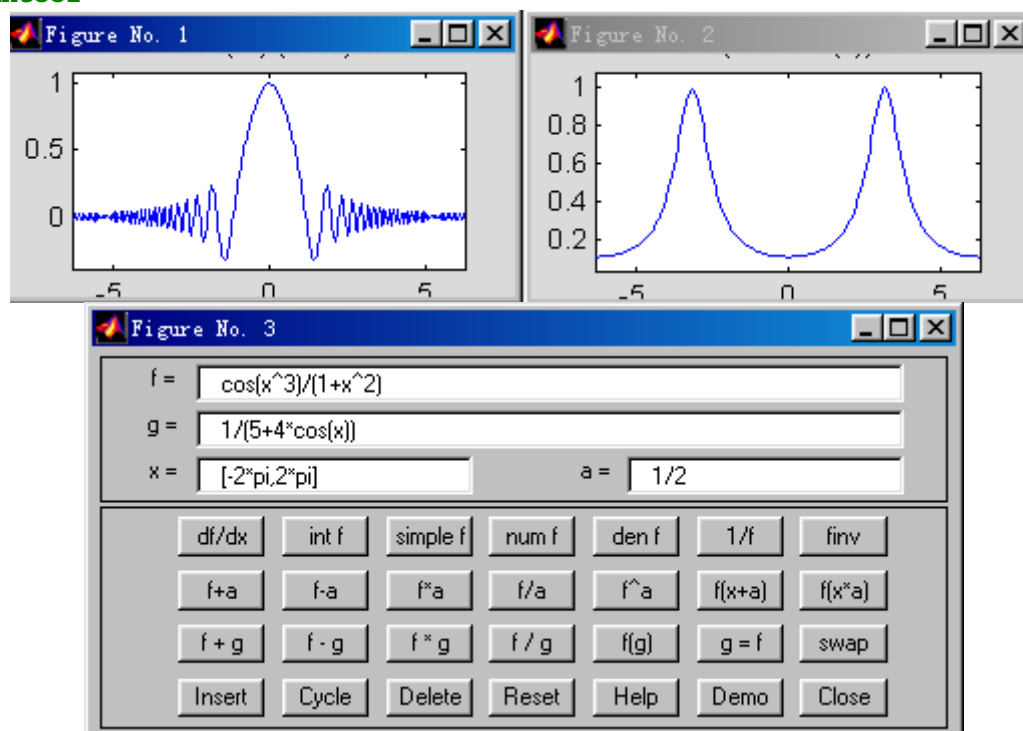 Figure No. 1
1
0.5
0
-5 0 5
Figure No. 2
1
0.8
0.6
0.4
0.2
-5 0 5
Figure No. 3
f = cos(x^3)/(1+x^2)
g = 1/(5+4*cos(x))
x = [-2*pi,2*pi] a = 1/2
df/dx int f simple f num f den f 1/f finv
f+a f-a f*a f/a f^a f(x+a) f(x*a)
f + g f - g f * g f / g f(g) g = f swap
Insert Cycle Delete Reset Help Demo Close